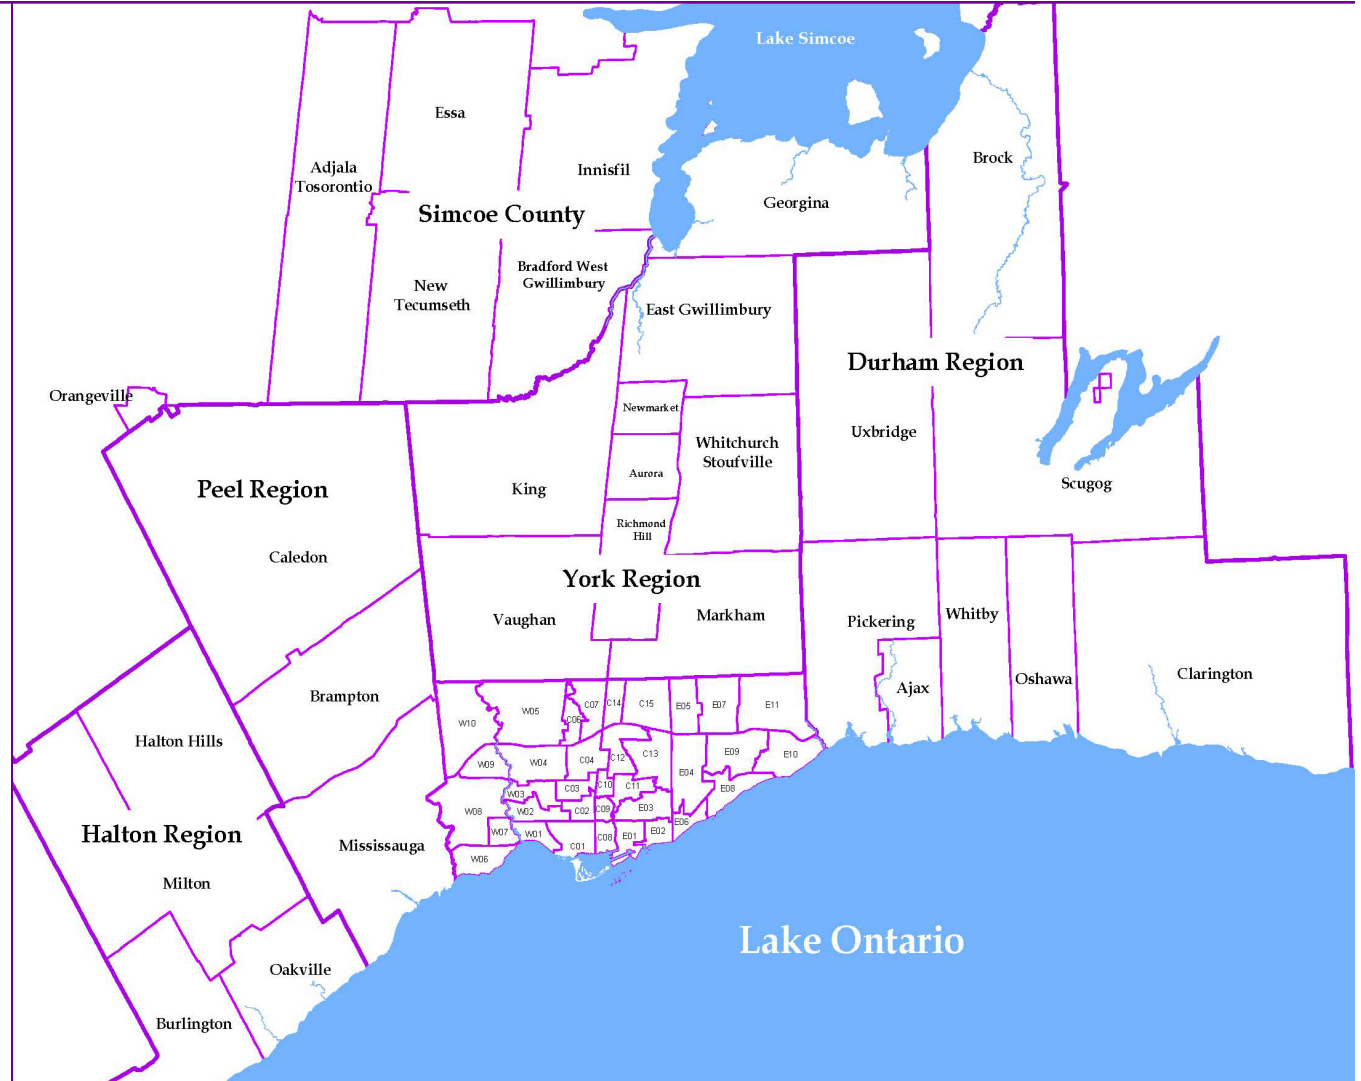 Lake Simcoe
Essa
Brock
Adjala
Tosorontio
Innisfil
Georgina
Simcoe County
Bradford West
Gwillimbury
New
Tecumseth
East Gwillimbury
Durham Region
Orangeville
Newmarket
Uxbridge
Whitchurch
Stoufville
Aurora
Scugog
Peel Region
King
Richmond
Hill
Caledon
York Region
Vaughan
Markham
Pickering
Whitby
Clarington
Oshawa
Ajax
Brampton
Halton Hills
W10
W05
C06
C07
C14
C15
E05
E07
E11
W09
W04
C04
C12
C13
E04
E09
E10
W03
C03
C10
C11
E08
W08
W02
C02
C09
E03
E06
W07
W01
C01
C08
E01
E02
W06
Halton Region
Mississauga
Milton
Lake Ontario
Oakville
Burlington